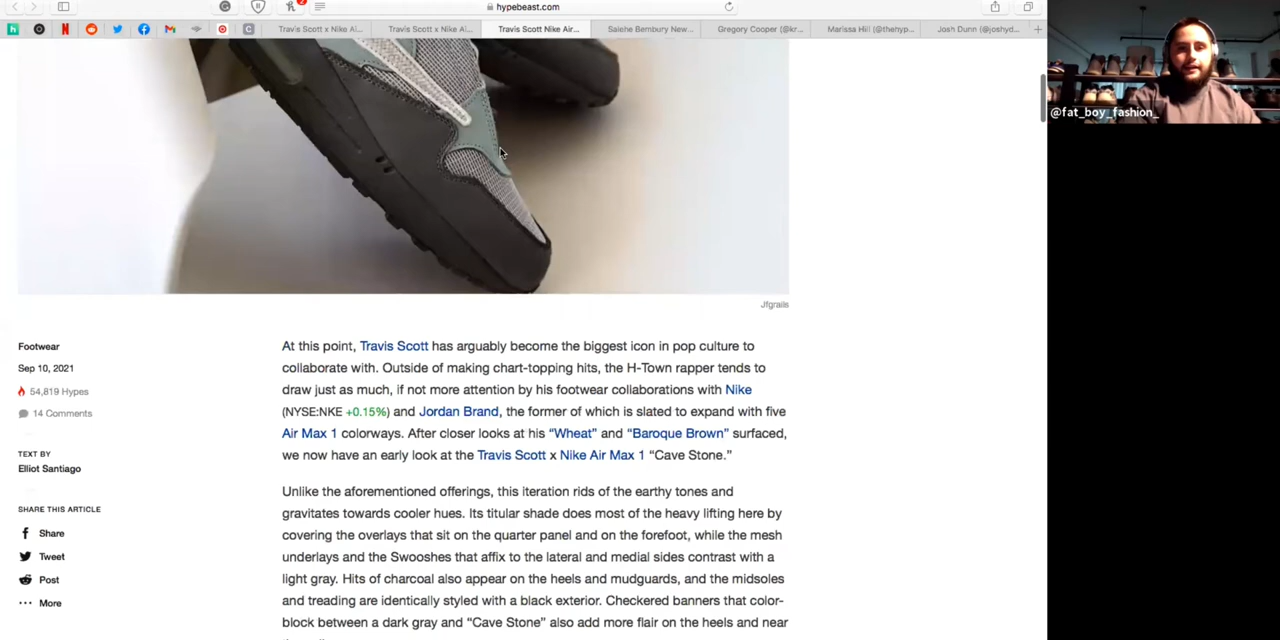 hypebeast.com
2
Travis Scott x Nike Ai...
Travis Scott x Nike Ai...
Travis Scott Nike Air...
Salehe Bembury New...
Gregory Cooper (@kr...
Marissa Hill (@thehyp...
Josh Dunn (@joshyd...
@fat_boy_fashion_
Jfgrails
Footwear
Sep 10, 2021
54,819 Hypes
14 Comments
TEXT BY
Elliot Santiago
SHARE THIS ARTICLE
Share
Tweet
Post
More
At this point, Travis Scott has arguably become the biggest icon in pop culture to
collaborate with. Outside of making chart-topping hits, the H-Town rapper tends to
draw just as much, if not more attention by his footwear collaborations with Nike
(NYSE:NKE +0.15%) and Jordan Brand, the former of which is slated to expand with five
Air Max 1 colorways. After closer looks at his “Wheat” and “Baroque Brown” surfaced,
we now have an early look at the Travis Scott x Nike Air Max 1 “Cave Stone.”
Unlike the aforementioned offerings, this iteration rids of the earthy tones and
gravitates towards cooler hues. Its titular shade does most of the heavy lifting here by
covering the overlays that sit on the quarter panel and on the forefoot, while the mesh
underlays and the Swooshes that affix to the lateral and medial sides contrast with a
light gray. Hits of charcoal also appear on the heels and mudguards, and the midsoles
and treading are identically styled with a black exterior. Checkered banners that color-
block between a dark gray and “Cave Stone” also add more flair on the heels and near